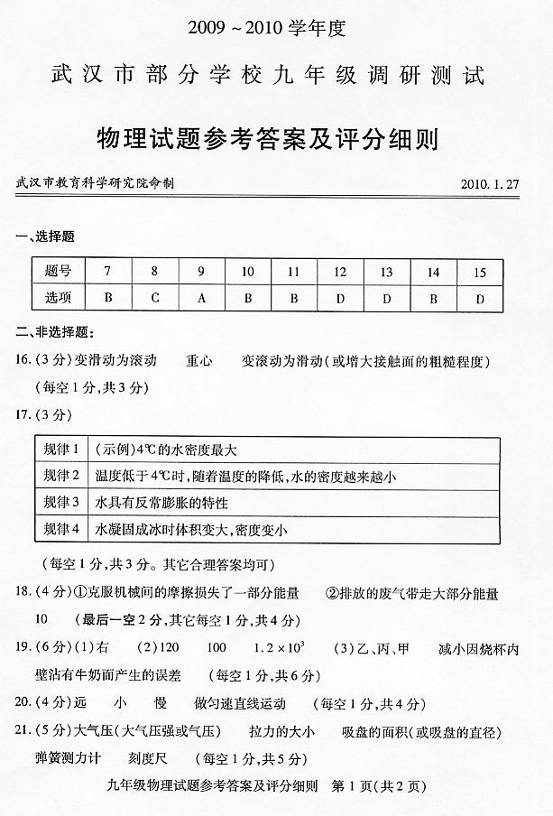 2009 ~ 2010 学年度
武汉市部分学校九年级调研测试
物理试题参考答案及评分细则
武汉市教育科学研究院命制 2010. 1. 27
一、选择题
题号 7 8 9 10 11 12 13 14 15
选项 B C A B B D D B D
二、非选择题:
16. (3 分)变滑动为滚动 重心 变滚动为滑动(或增大接触面的粗糙程度)
(每空 1 分,共 3 分)
17. (3 分)
规律 1 (示例)4℃的水密度最大
规律 2 温度低于 4℃时,随着温度的降低,水的密度越来越小
规律 3 水具有反常膨胀的特性
规律 4 水凝固成冰时体积变大,密度变小
(每空 1 分,共 3 分。其它合理答案均可)
18. (4 分)①克服机械间的摩擦损失了一部分能量 ②排放的废气带走大部分能量
10 (最后一空 2 分,其它每空 1 分,共 4 分)
19. (6 分)(1)右 (2)120 100 1. 2 × 10³ (3)乙、丙、甲 减小因烧杯内
壁沾有牛奶而产生的误差 (每空 1 分,共 6 分)
20. (4 分)远 小 慢 做匀速直线运动 (每空 1 分,共 4 分)
21. (5 分)大气压(大气压强或气压) 拉力的大小 吸盘的面积(或吸盘的直径)
弹簧测力计 刻度尺 (每空 1 分,共 5 分)
九年级物理试题参考答案及评分细则 第 1 页(共 2 页)